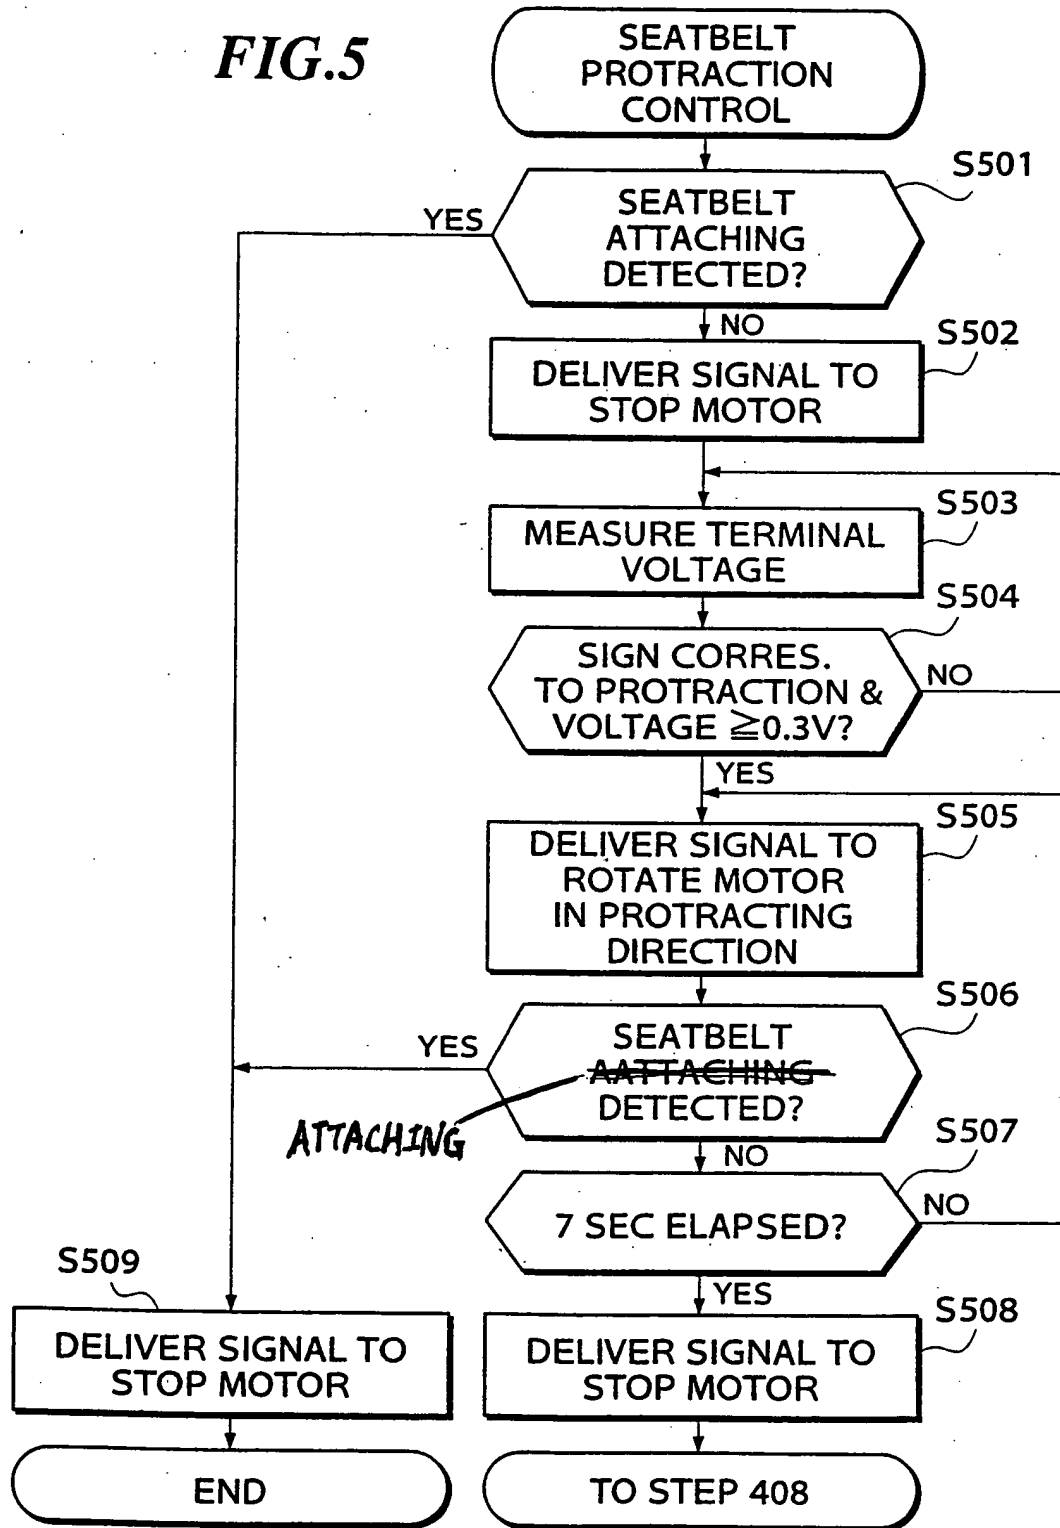 FIG.5
SEATBELT
PROTRACTION
CONTROL
S501
SEATBELT
ATTACHING
DETECTED?
YES
NO
S502
DELIVER SIGNAL TO
STOP MOTOR
S503
MEASURE TERMINAL
VOLTAGE
S504
SIGN CORRES.
TO PROTRACTION &
VOLTAGE ≧0.3V?
NO
YES
S505
DELIVER SIGNAL TO
ROTATE MOTOR
IN PROTRACTING
DIRECTION
S506
SEATBELT
AATTACHING
DETECTED?
YES
ATTACHING
NO
S507
7 SEC ELAPSED?
NO
YES
S508
DELIVER SIGNAL TO
STOP MOTOR
TO STEP 408
S509
DELIVER SIGNAL TO
STOP MOTOR
END